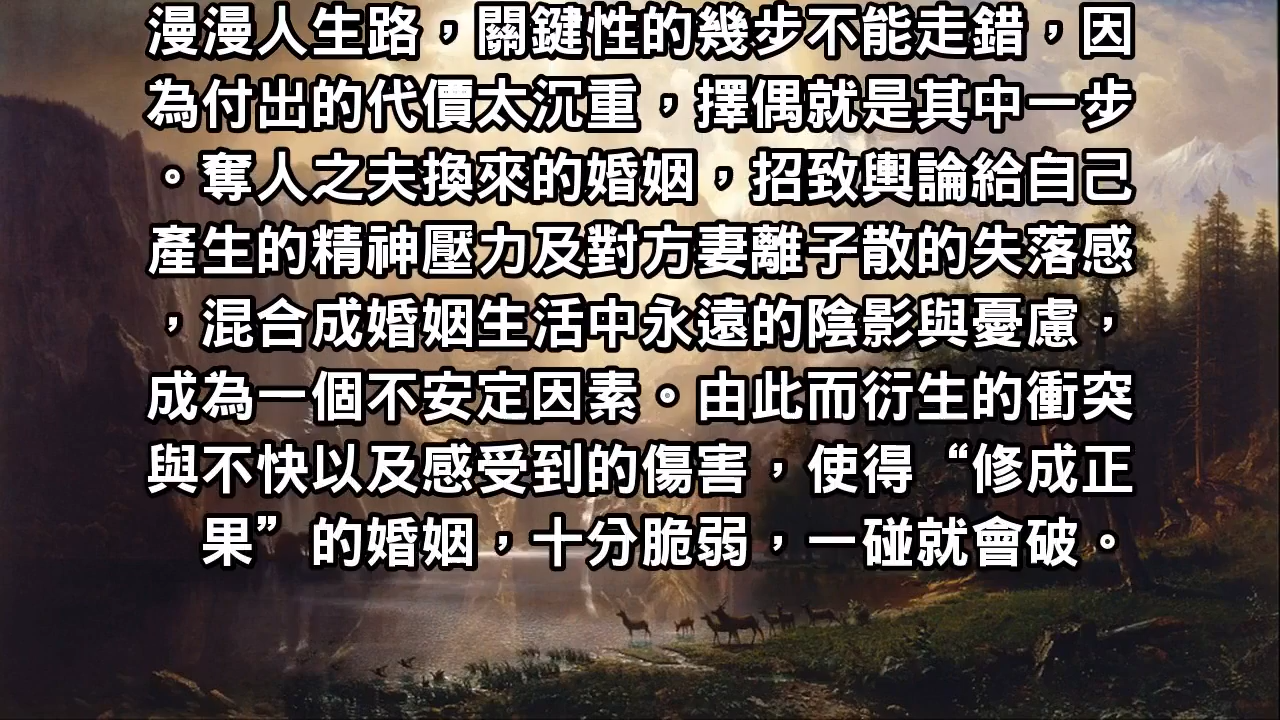 漫漫人生路，關鍵性的幾步不能走錯，因
為付出的代價太沉重，擇偶就是其中一步
。奪人之夫換來的婚姻，招致輿論給自己
產生的精神壓力及對方妻離子散的失落感
，混合成婚姻生活中永遠的陰影與憂慮，
成為一個不安定因素。由此而衍生的衝突
與不快以及感受到的傷害，使得“修成正
果”的婚姻，十分脆弱，一碰就會破。